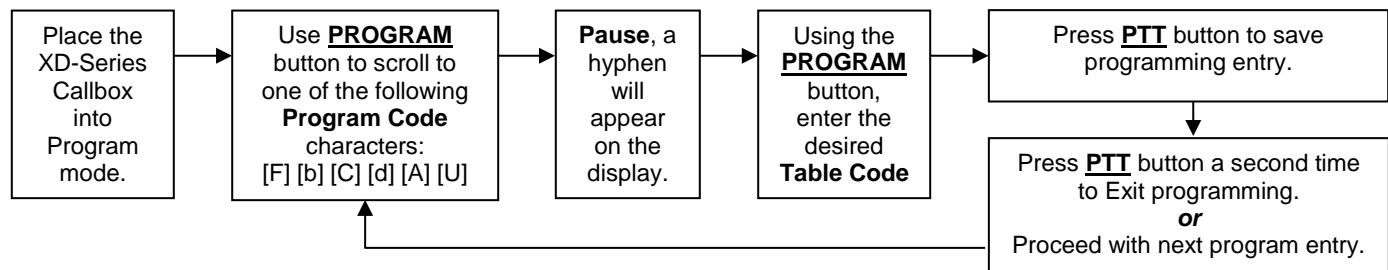 Place the
XD-Series
Callbox
into
Program
mode.
Use PROGRAM
button to scroll to
one of the following
Program Code
characters:
[F] [b] [C] [d] [A] [U]
Pause, a
hyphen
will
appear
on the
display.
Using the
PROGRAM
button,
enter the
desired
Table Code
Press PTT button to save
programming entry.
Press PTT button a second time
to Exit programming.
or
Proceed with next program entry.